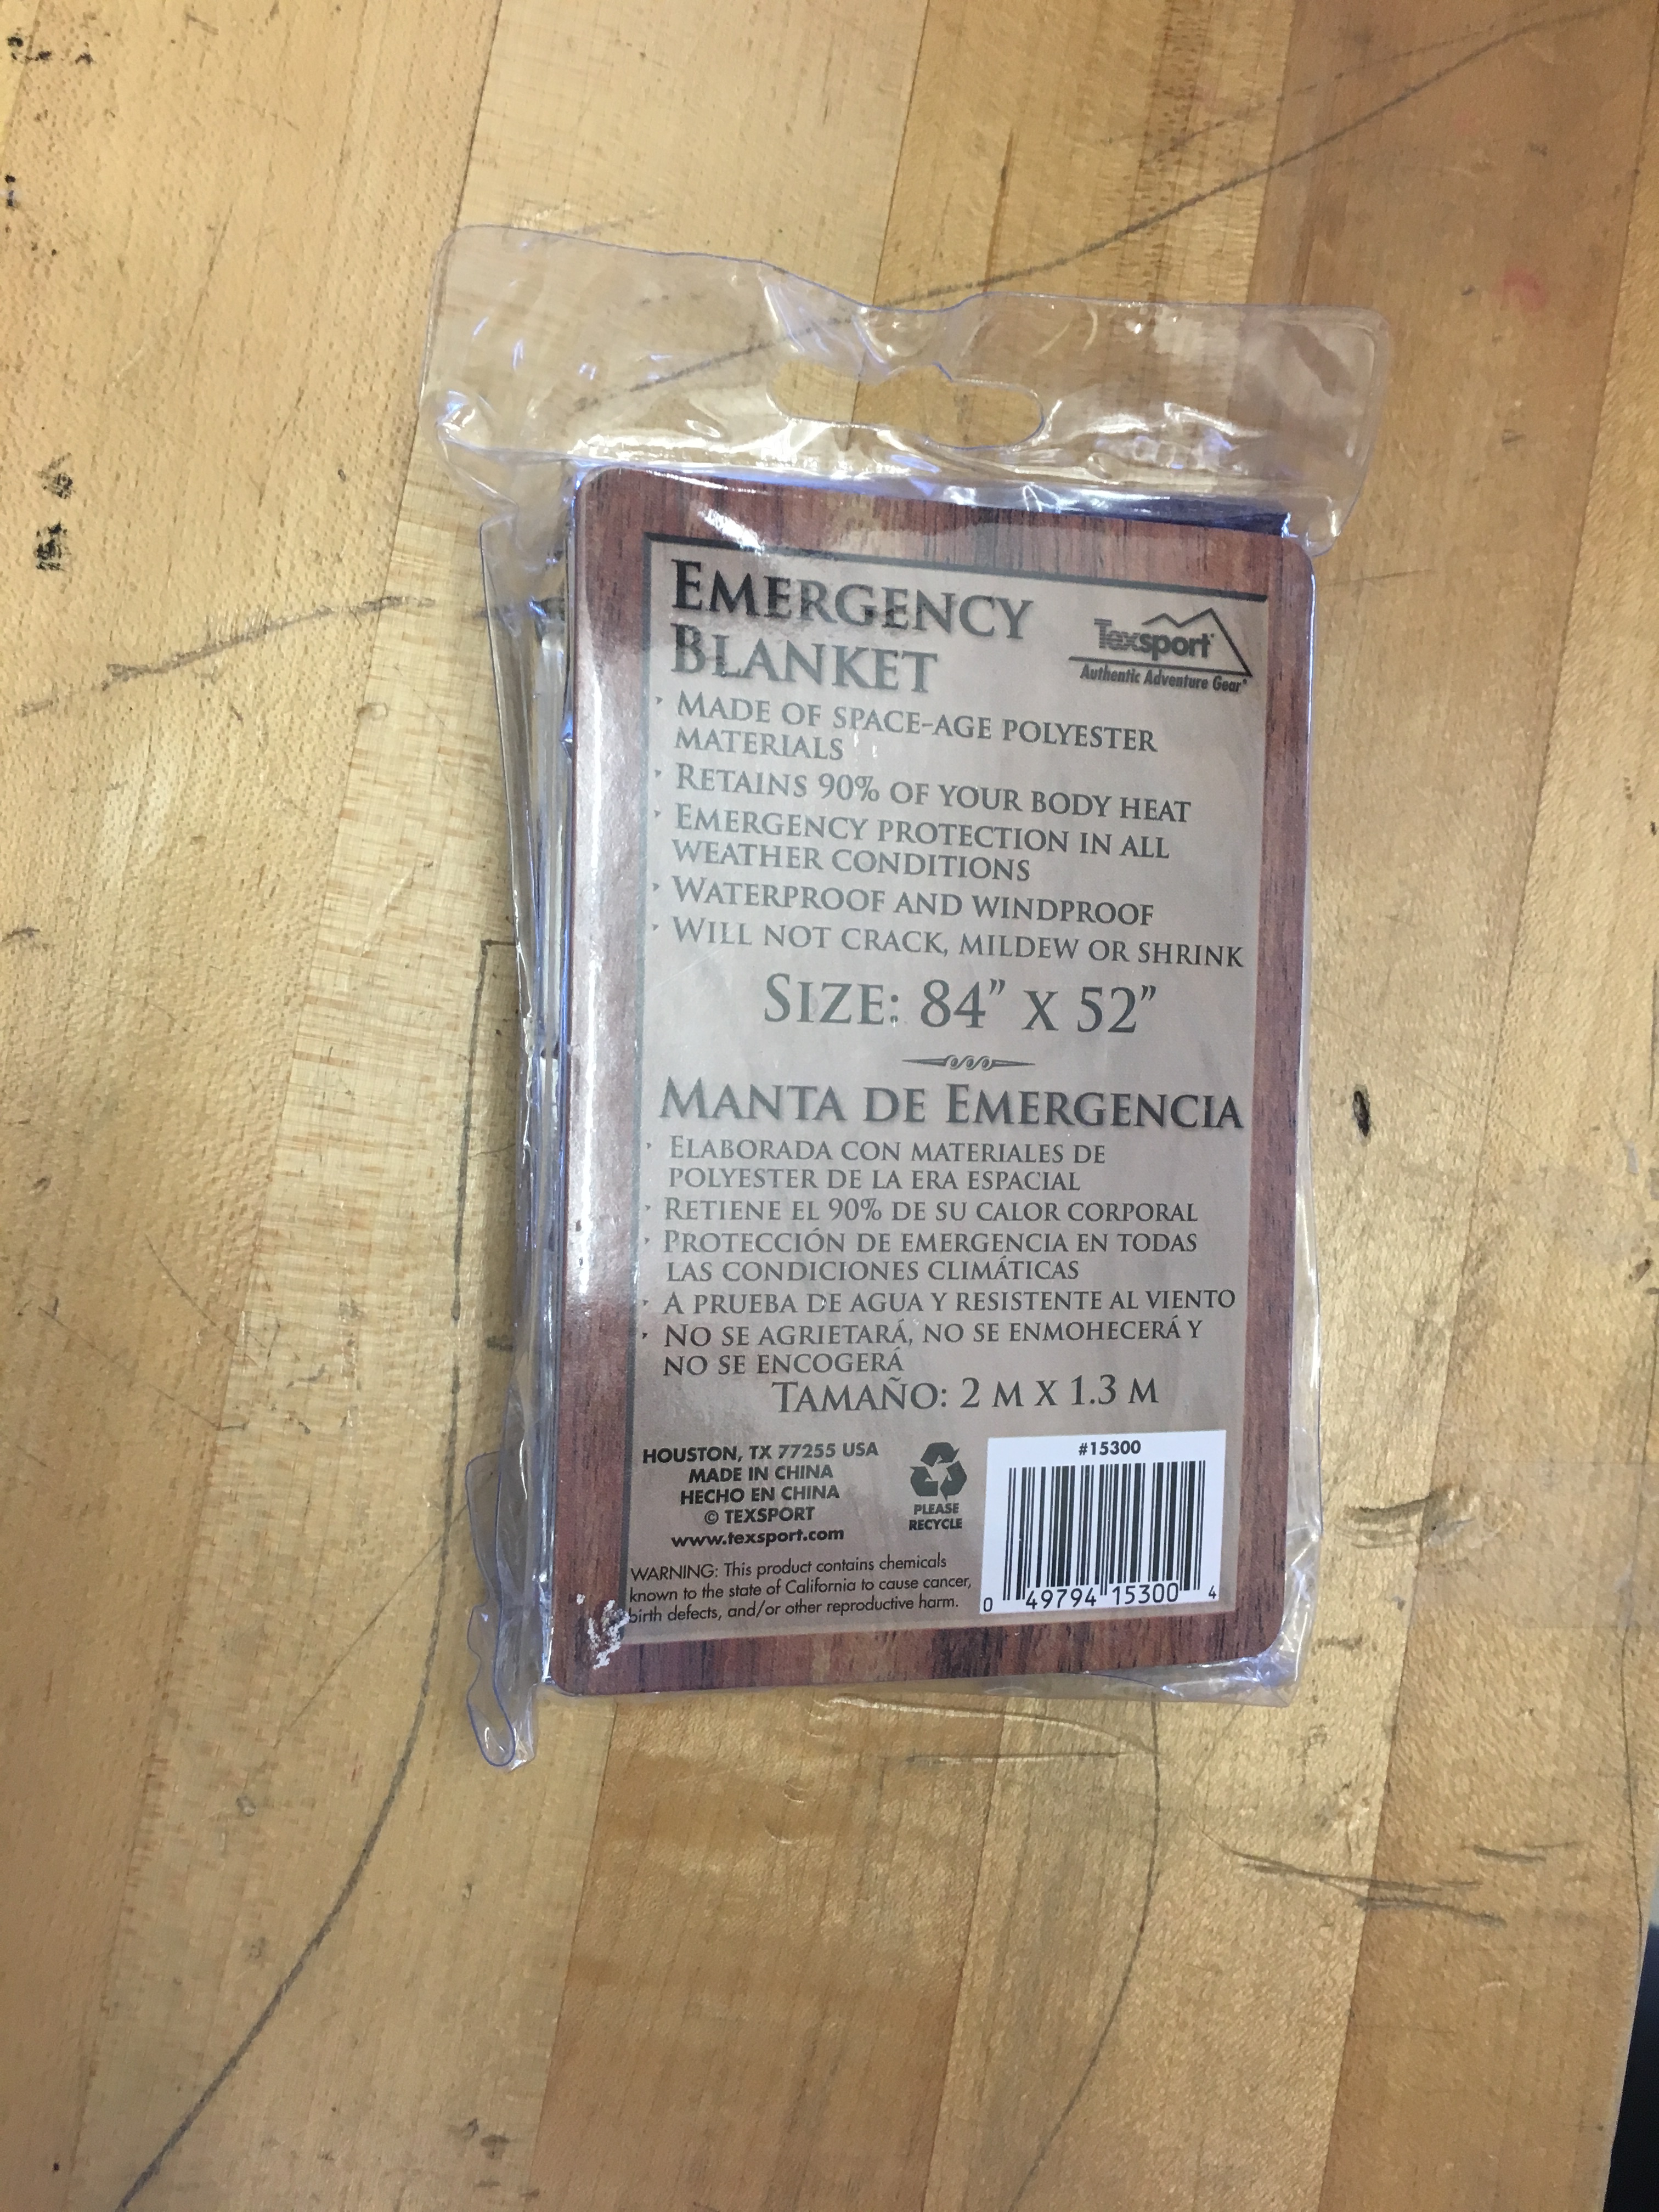 EMERGENCY
BLANKET
Texsport
Authentic Adventure Gear®
MADE OF SPACE-AGE POLYESTER
MATERIALS
RETAINS 90% OF YOUR BODY HEAT
EMERGENCY PROTECTION IN ALL
WEATHER CONDITIONS
WATERPROOF AND WINDPROOF
WILL NOT CRACK, MILDEW OR SHRINK
SIZE: 84" X 52"
MANTA DE EMERGENCIA
ELABORADA CON MATERIALES DE
POLYESTER DE LA ERA ESPACIAL
RETIENE EL 90% DE SU CALOR CORPORAL
PROTECCIÓN DE EMERGENCIA EN TODAS
LAS CONDICIONES CLIMÁTICAS
A PRUEBA DE AGUA Y RESISTENTE AL VIENTO
NO SE AGRIETARÁ, NO SE ENMOHECERÁ Y
NO SE ENCOGERÁ
TAMAÑO: 2 M X 1.3 M
HOUSTON, TX 77255 USA
MADE IN CHINA
HECHO EN CHINA
© TEXSPORT
www.texsport.com
PLEASE
RECYCLE
WARNING: This product contains chemicals
known to the state of California to cause cancer,
birth defects, and/or other reproductive harm.
#15300
0 49794 15300 4